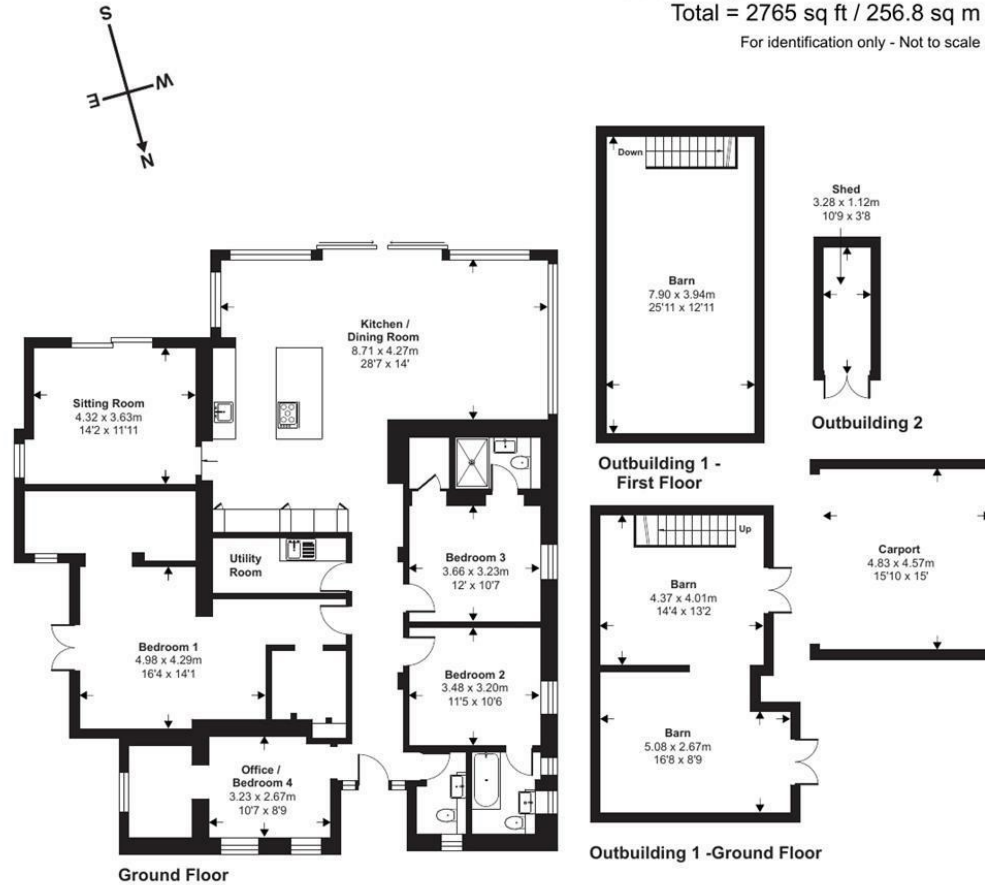 Total = 2765 sq ft / 256.8 sq m
For identification only - Not to scale
S
W
E
N
Down
Barn
7.90 x 3.94m
25'11 x 12'11
Shed
3.28 x 1.12m
10'9 x 3'8
Outbuilding 2
Outbuilding 1 -
First Floor
Kitchen /
Dining Room
8.71 x 4.27m
28'7 x 14'
Sitting Room
4.32 x 3.63m
14'2 x 11'11
Utility
Room
Bedroom 3
3.66 x 3.23m
12' x 10'7
Bedroom 1
4.98 x 4.29m
16'4 x 14'1
Bedroom 2
3.48 x 3.20m
11'5 x 10'6
Office /
Bedroom 4
3.23 x 2.67m
10'7 x 8'9
Ground Floor
Up
Barn
4.37 x 4.01m
14'4 x 13'2
Carport
4.83 x 4.57m
15'10 x 15'
Barn
5.08 x 2.67m
16'8 x 8'9
Outbuilding 1 -Ground Floor